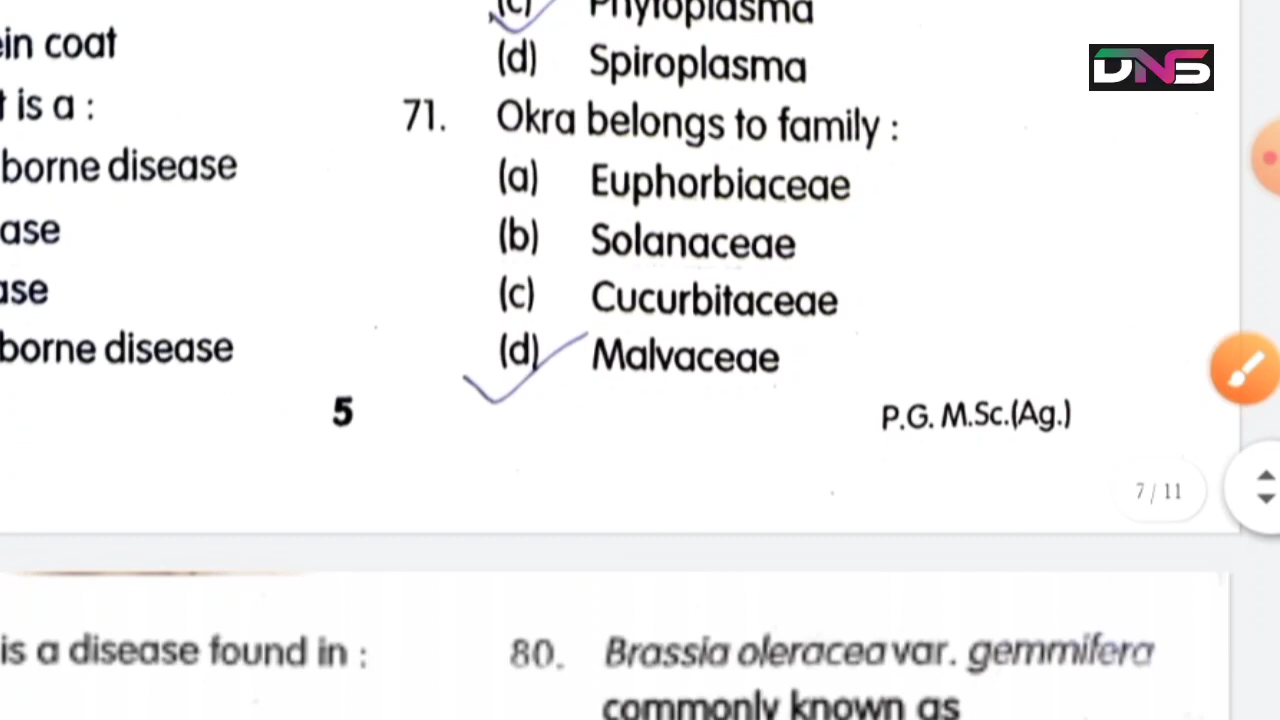 ein coat
t is a :
borne disease
ase
ase
borne disease
5
(c) Phytoplasma
(d) Spiroplasma
71. Okra belongs to family :
(a) Euphorbiaceae
(b) Solanaceae
(c) Cucurbitaceae
(d) Malvaceae
P.G. M.Sc.(Ag.)
DNS
7 / 11
is a disease found in :
80. Brassia oleracea var. gemmifera
commonly known as